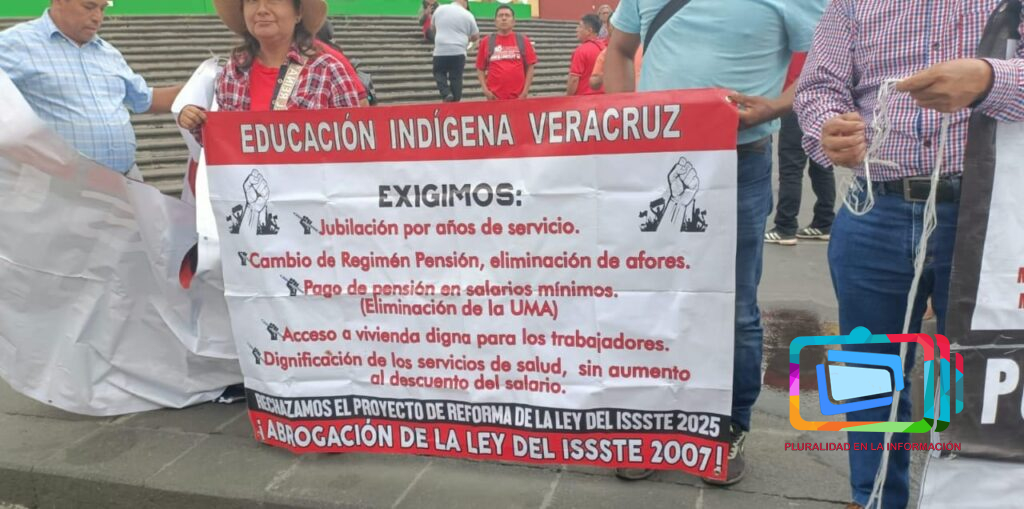 EDUCACIÓN INDÍGENA VERACRUZ
EXIGIMOS:
Jubilación por años de servicio.
Cambio de Regimén Pensión, eliminación de afores.
Pago de pensión en salarios mínimos.
(Eliminación de la UMA)
Acceso a vivienda digna para los trabajadores.
Dignificación de los servicios de salud, sin aumento
al descuento del salario.
RECHAZAMOS EL PROYECTO DE REFORMA DE LA LEY DEL ISSSTE 2025
¡ABROGACIÓN DE LA LEY DEL ISSSTE 2007!
PLURALIDAD EN LA INFORMACIÓN